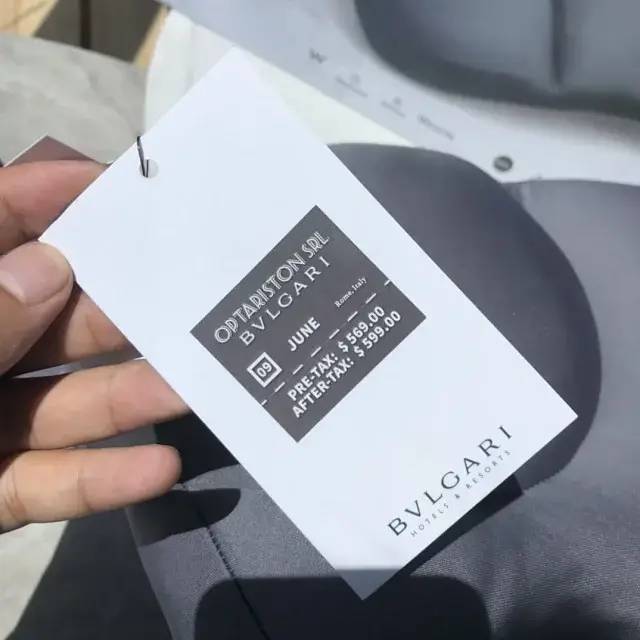 OPTARISTON SRL
BVLGARI
Rome, Italy
09 JUNE
PRE-TAX: $ 569.00
AFTER-TAX: $ 599.00
BVLGARI
HOTELS & RESORTS